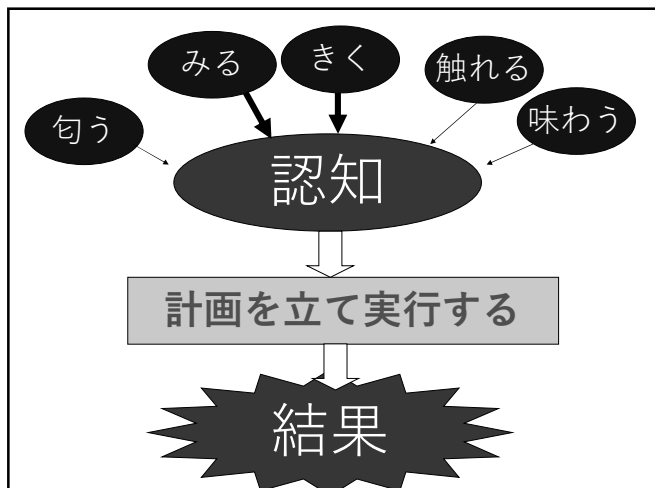 みる
きく
触れる
匂う
味わう
認知
計画を立て実行する
結果